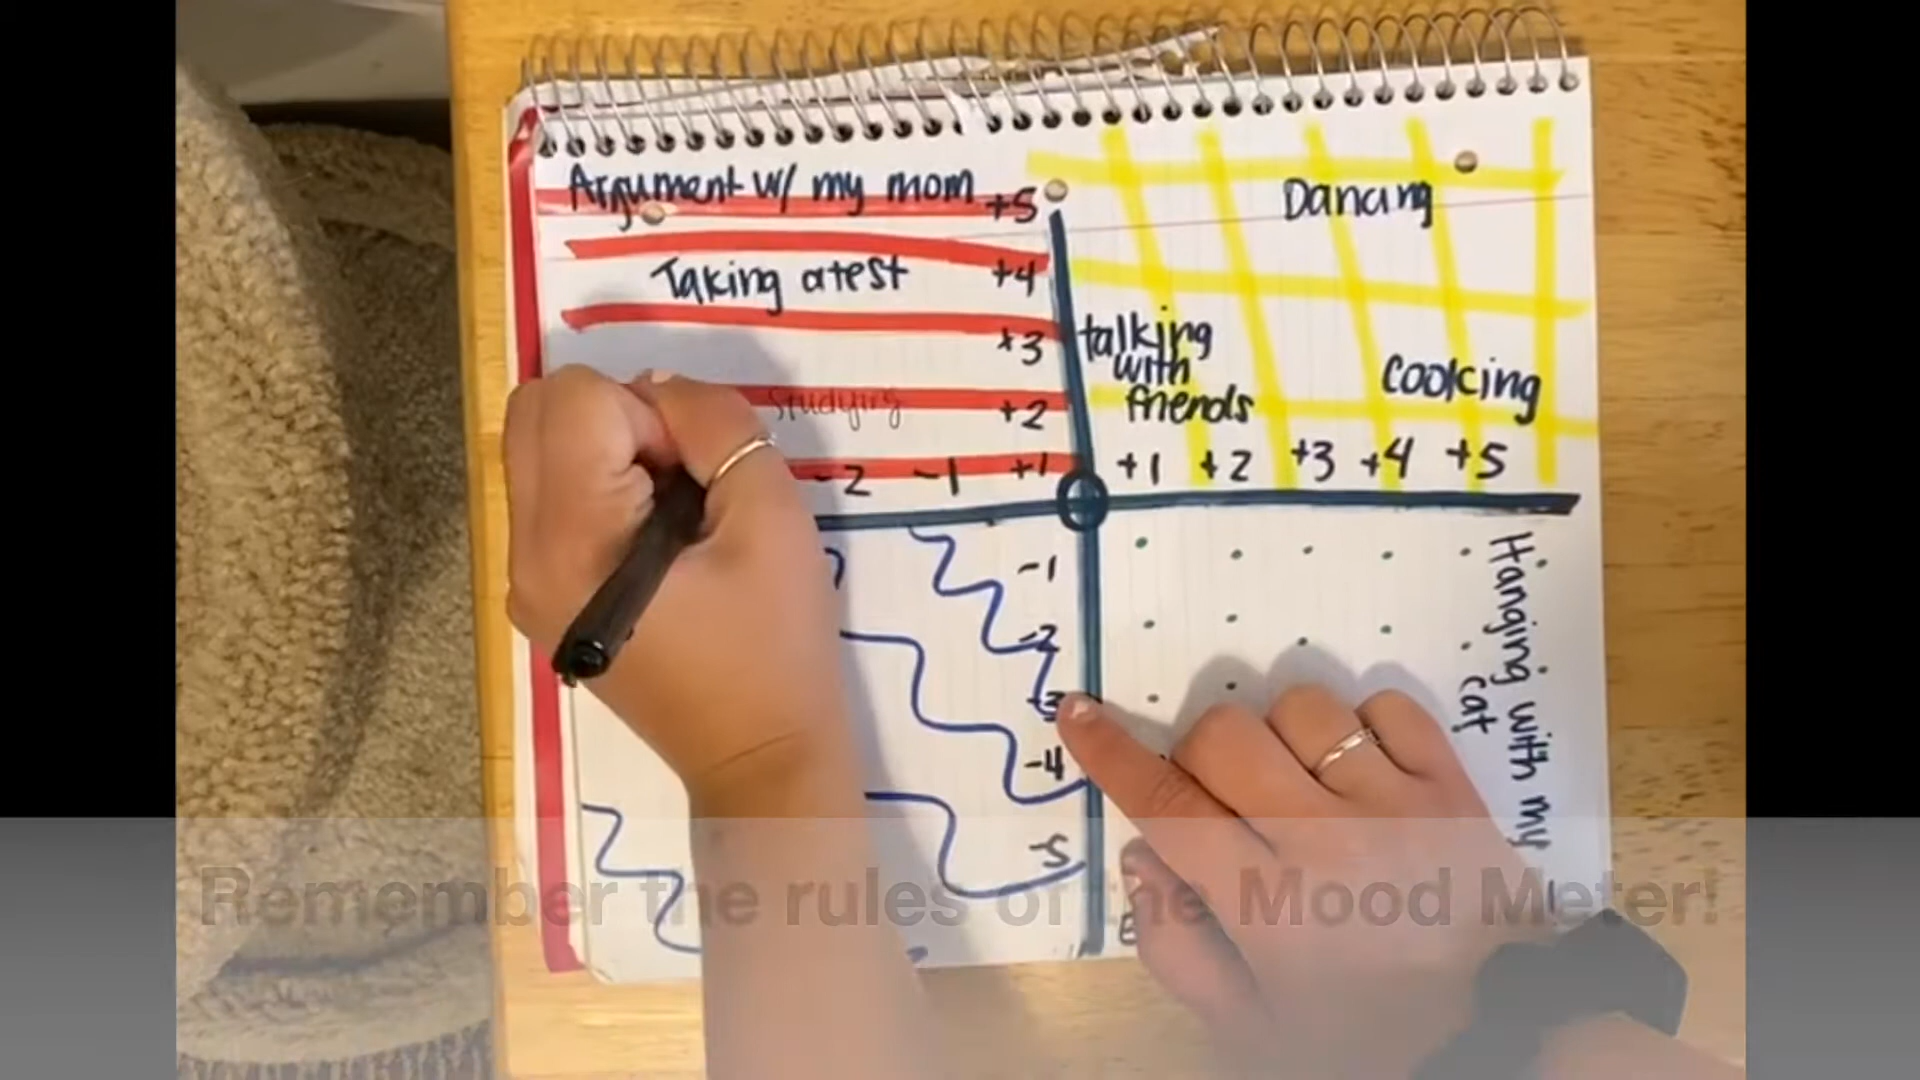 Argument w/ my mom +5
Dancing
Taking a test +4
+3
talking
with
friends
Cooking
Studying +2
-2 -1 +1 +1 +2 +3 +4 +5
-1
-2
-3
-4
-5
Hanging with my
cat
Remember the rules of the Mood Meter!